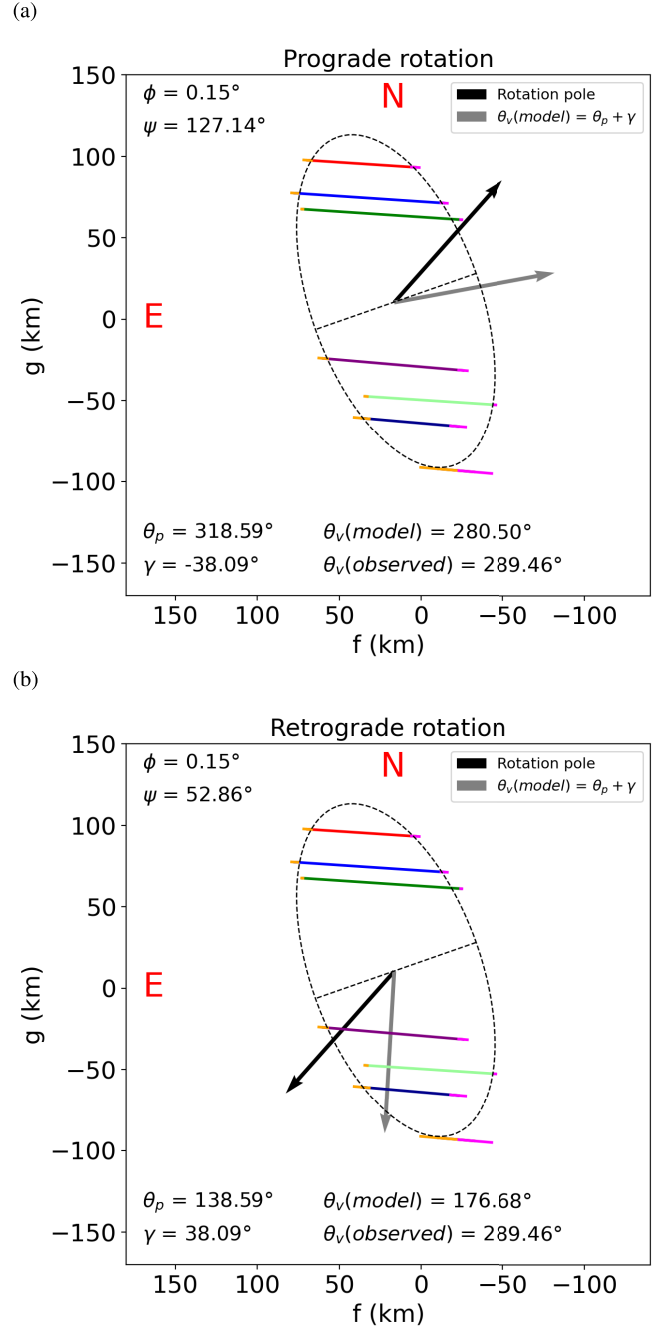 (a)
Prograde rotation
150
100
50
0
−50
−100
−150
g (km)
ϕ = 0.15°
ψ = 127.14°
N
E
Rotation pole
θv(model) = θp + γ
θp = 318.59°
θv(model) = 280.50°
γ = -38.09°
θv(observed) = 289.46°
150 100 50 0 −50 −100
f (km)
(b)
Retrograde rotation
150
100
50
0
−50
−100
−150
g (km)
ϕ = 0.15°
ψ = 52.86°
N
E
Rotation pole
θv(model) = θp + γ
θp = 138.59°
θv(model) = 176.68°
γ = 38.09°
θv(observed) = 289.46°
150 100 50 0 −50 −100
f (km)